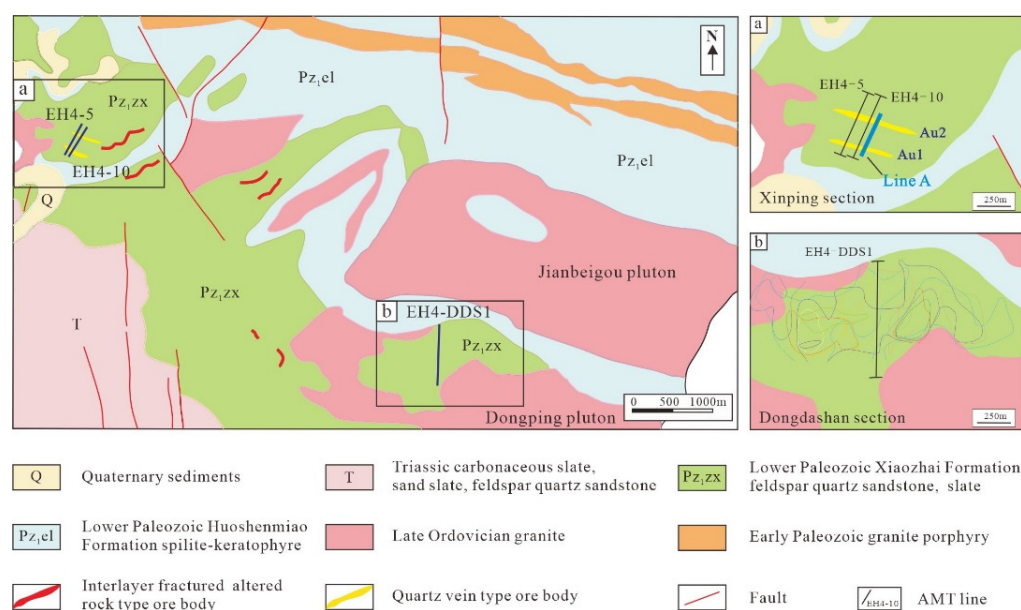 a
Pz₁zx
EH4-5
EH4-10
Q
T
Pz₁el
N
Pz₁el
Jianbeigou pluton
Pz₁zx
b
EH4-DDS1
Pz₁zx
Dongping pluton
0 500 1000m
a
EH4-5
EH4-10
Au2
Au1
Line A
Xinping section
250m
b
EH4-DDS1
Dongdashan section
250m
Q Quaternary sediments
T Triassic carbonaceous slate,
sand slate, feldspar quartz sandstone
Pz₁zx Lower Paleozoic Xiaozhai Formation
feldspar quartz sandstone, slate
Pz₁el Lower Paleozoic Huoshenmiao
Formation spilite-keratophyre
Late Ordovician granite
Early Paleozoic granite porphyry
Interlayer fractured altered
rock type ore body
Quartz vein type ore body
Fault
EH4-10 AMT line